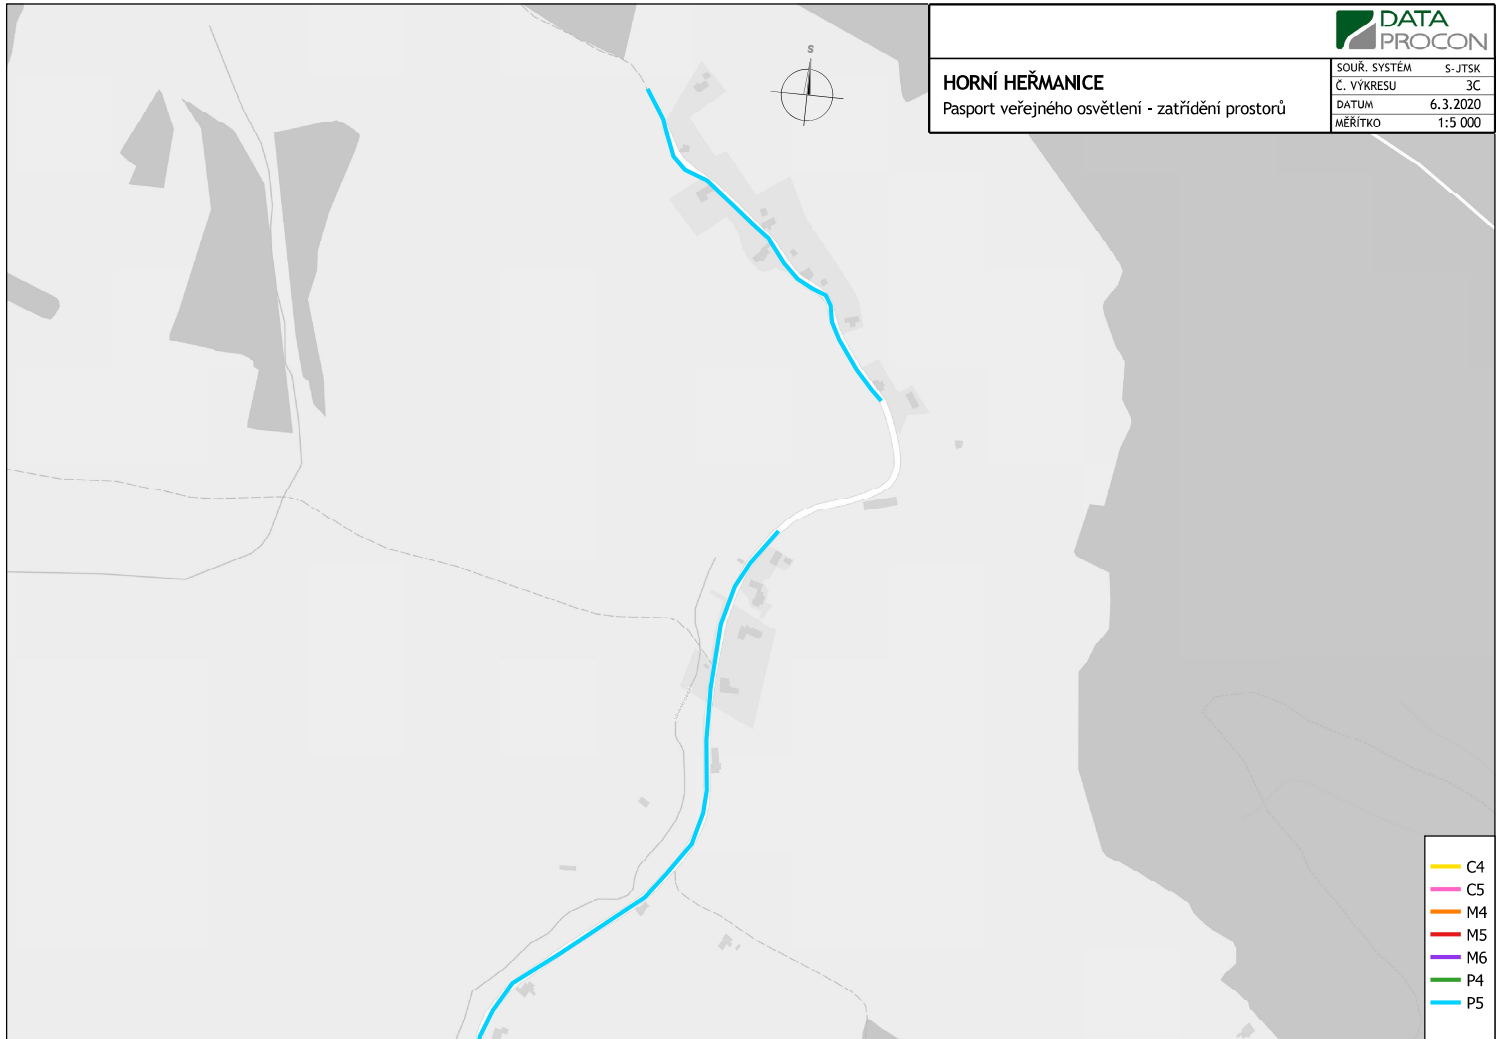 S
DATA
PROCON
HORNÍ HEŘMANICE
Pasport veřejného osvětlení - zatřídění prostorů
SOUŘ. SYSTÉM S-JTSK
Č. VÝKRESU 3C
DATUM 6.3.2020
MĚŘÍTKO 1:5 000
C4
C5
M4
M5
M6
P4
P5